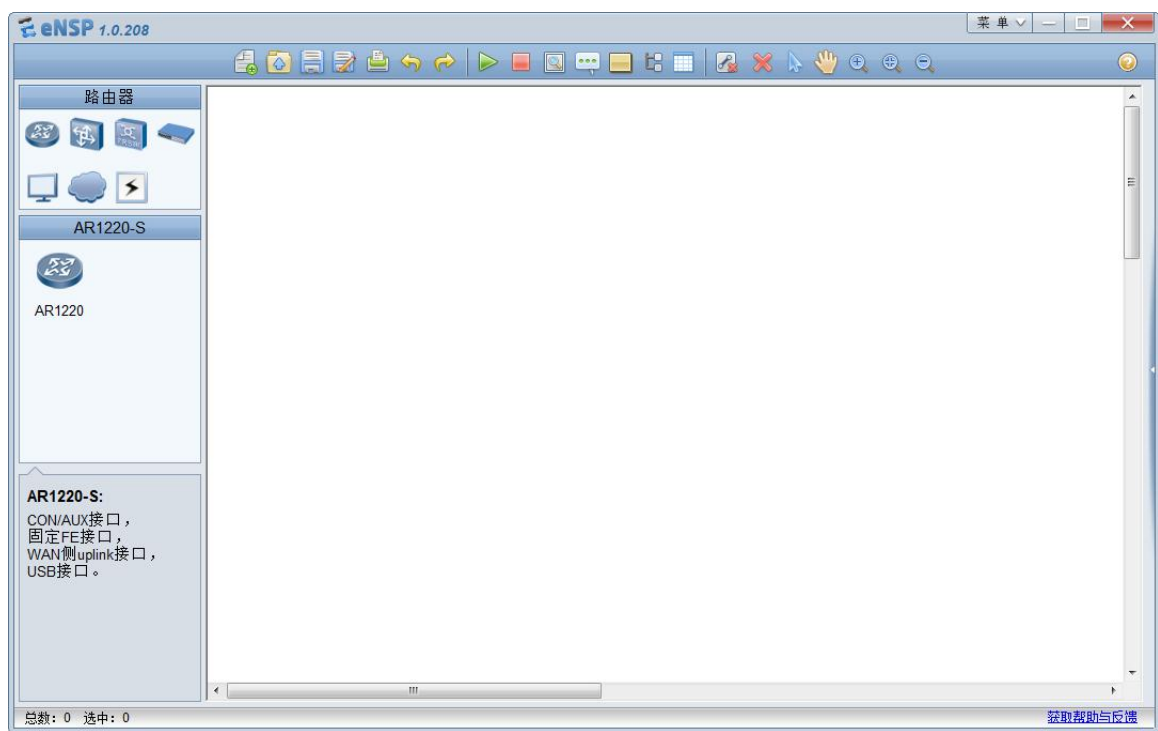 eNSP 1.0.208
菜 单
路由器
AR1220-S
AR1220
AR1220-S:
CON/AUX接口，
固定FE接口，
WAN侧uplink接口，
USB接口。
总数: 0 选中: 0
获取帮助与反馈